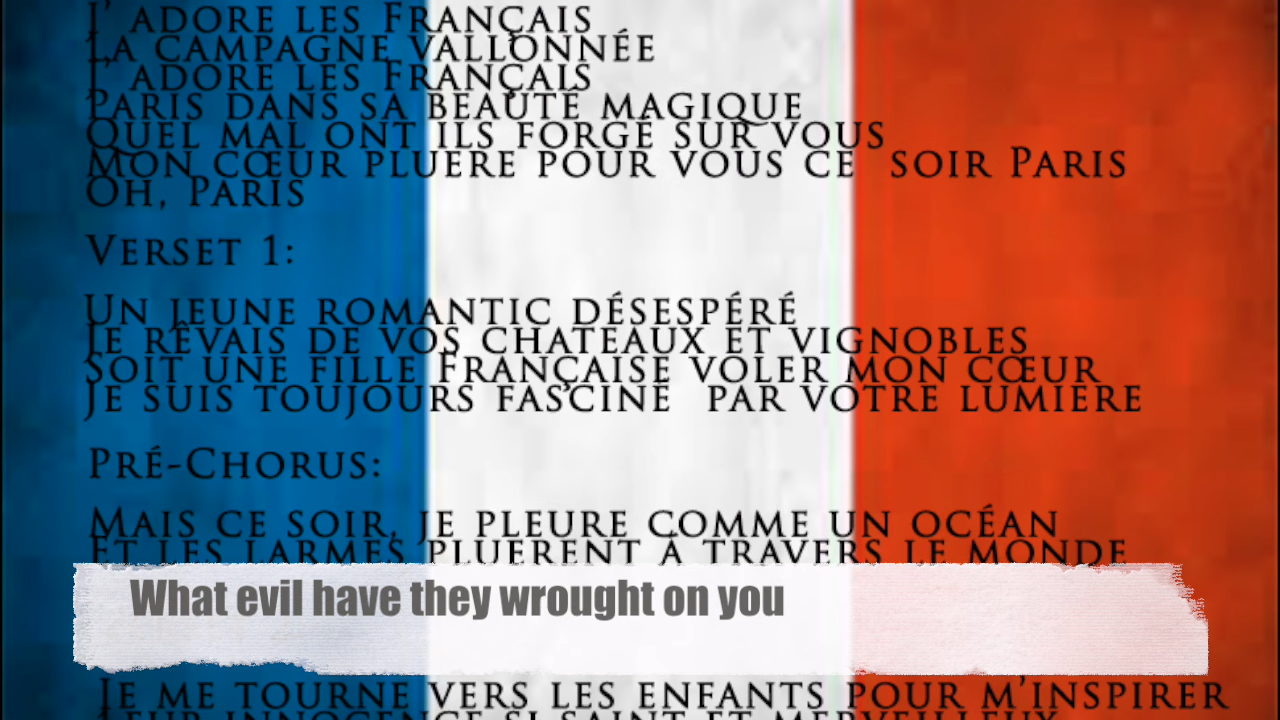 J' ADORE LES FRANÇAIS
LA CAMPAGNE VALLONNÉE
J' ADORE LES FRANÇAIS
PARIS DANS SA BEAUTÉ MAGIQUE
QUEL MAL ONT ILS FORGÉ SUR VOUS
MON CŒUR PLUERE POUR VOUS CE SOIR PARIS
OH, PARIS
VERSET 1:
UN JEUNE ROMANTIC DÉSESPÉRÉ
JE RÊVAIS DE VOS CHATEAUX ET VIGNOBLES
SOIT UNE FILLE FRANÇAISE VOLER MON CŒUR
JE SUIS TOUJOURS FASCINÉ PAR VOTRE LUMIÈRE
PRÉ-CHORUS:
MAIS CE SOIR, JE PLEURE COMME UN OCÉAN
ET LES LARMES PLUERENT À TRAVERS LE MONDE
What evil have they wrought on you
JE ME TOURNE VERS LES ENFANTS POUR M'INSPIRER
LEUR INNOCENCE SI SAINT ET MERVEILLEUX